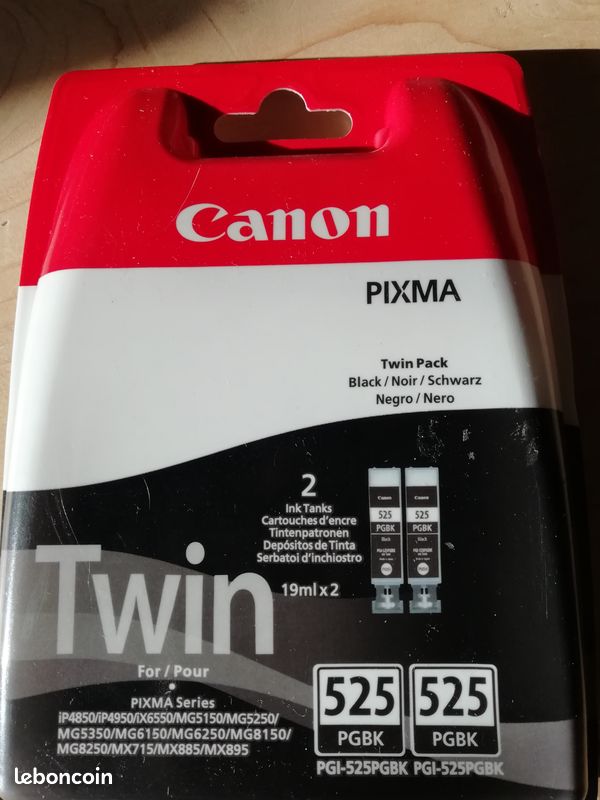 Canon
PIXMA
Twin Pack
Black / Noir / Schwarz
Negro / Nero
2
Ink Tanks
Cartouches d'encre
Tintenpatronen
Depósitos de Tinta
Serbatoi d'inchiostro
19ml x 2
Canon
525
PGBK
Black
Canon
525
PGBK
Black
Twin
For / Pour
PIXMA Series
iP4850/iP4950/iX6550/MG5150/MG5250/
MG5350/MG6150/MG6250/MG8150/
MG8250/MX715/MX885/MX895
525
PGBK
PGI-525PGBK
525
PGBK
PGI-525PGBK
leboncoin